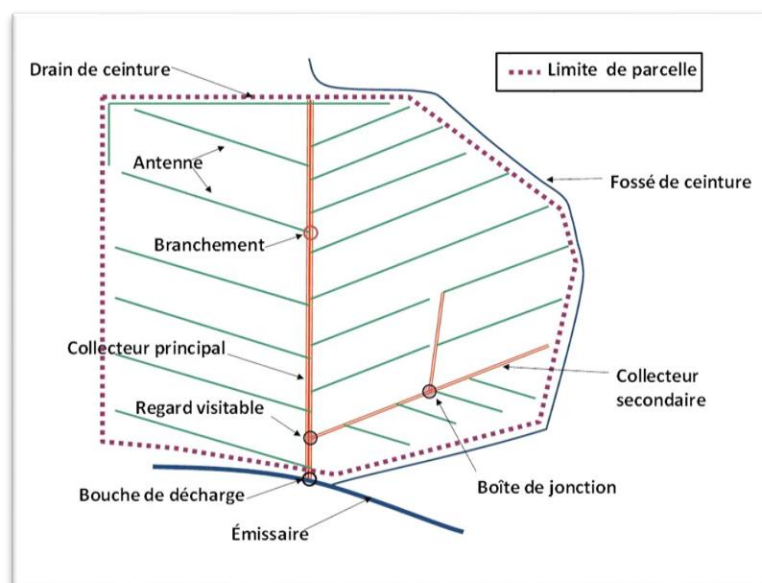 Drain de ceinture
Limite de parcelle
Antenne
Fossé de ceinture
Branchement
Collecteur principal
Collecteur
secondaire
Regard visitable
Boîte de jonction
Bouche de décharge
Émissaire